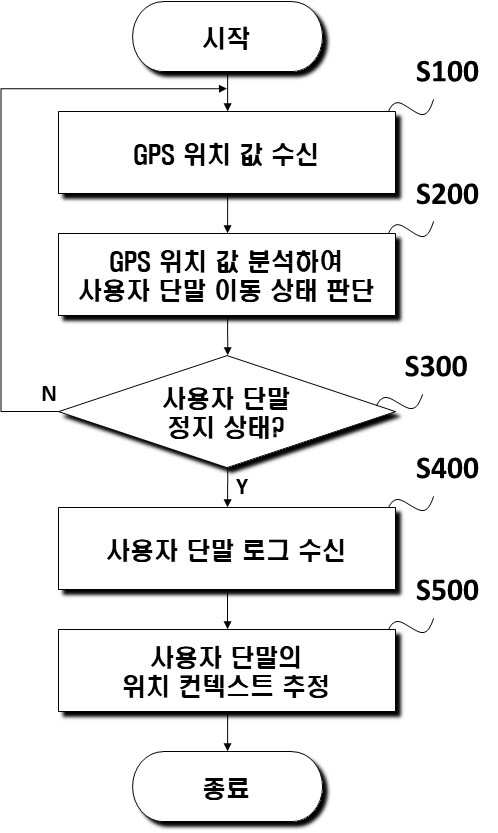 시작
S100
GPS 위치 값 수신
S200
GPS 위치 값 분석하여
사용자 단말 이동 상태 판단
S300
N
사용자 단말
정지 상태?
Y
S400
사용자 단말 로그 수신
S500
사용자 단말의
위치 컨텍스트 추정
종료